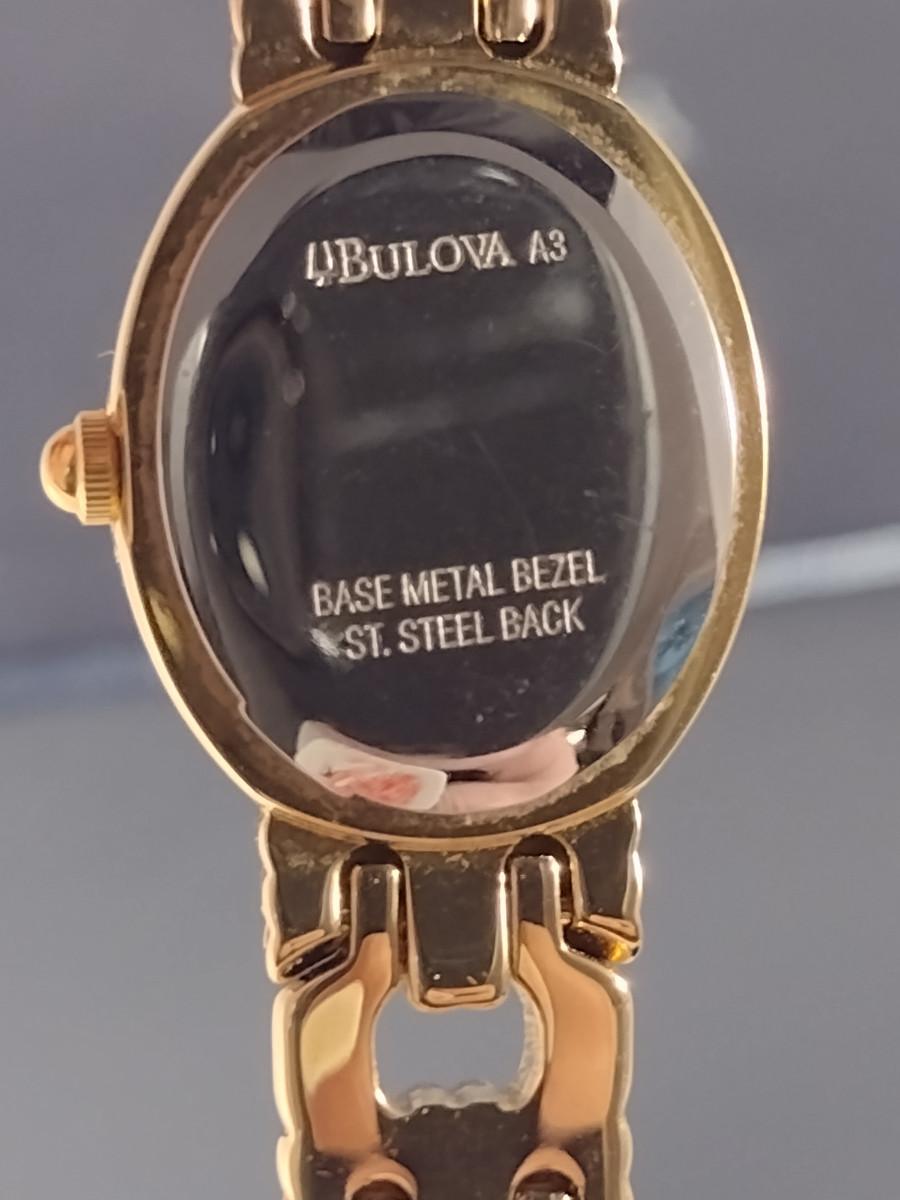 BULOVA A3
BASE METAL BEZEL
ST. STEEL BACK